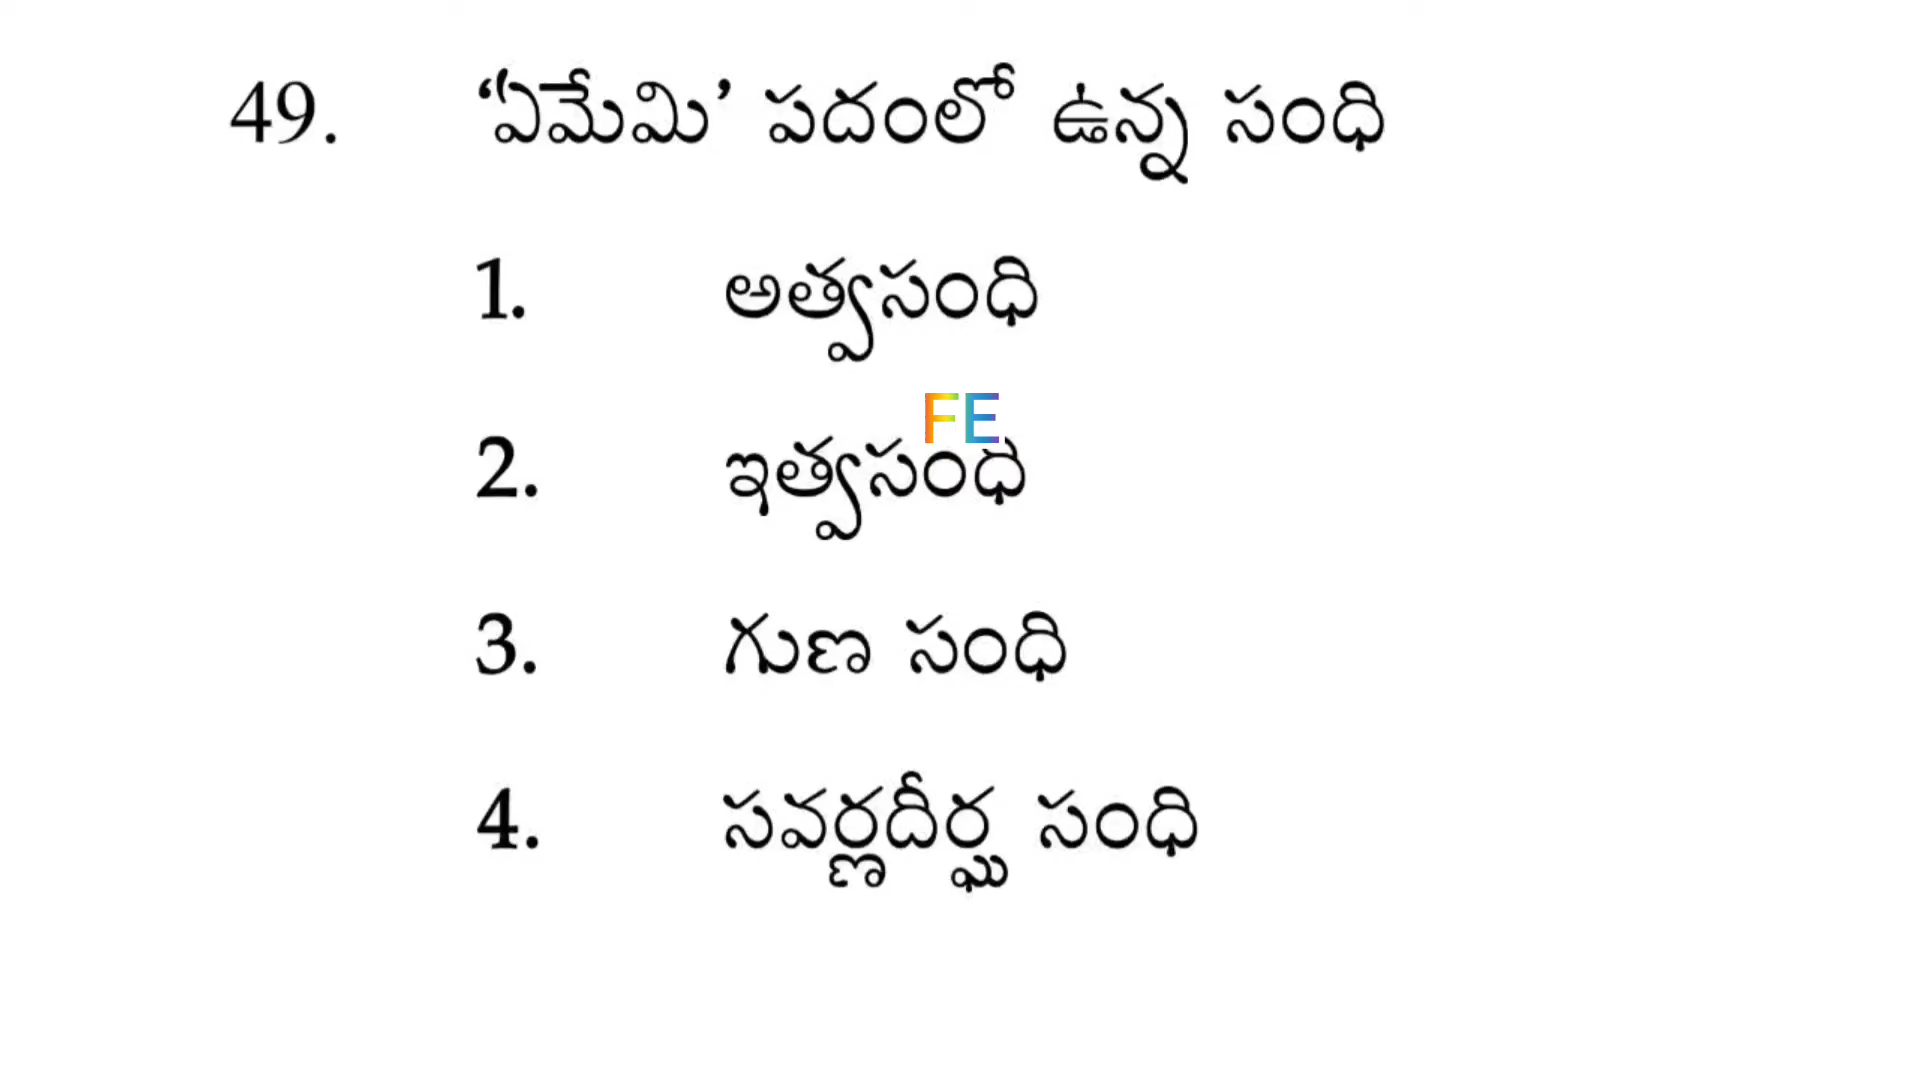 49. ‘ఏమేమి’ పదంలో ఉన్న సంధి
1. అత్వసంధి
FE
2. ఇత్వసంధి
3. గుణ సంధి
4. సవర్ణదీర్ఘ సంధి